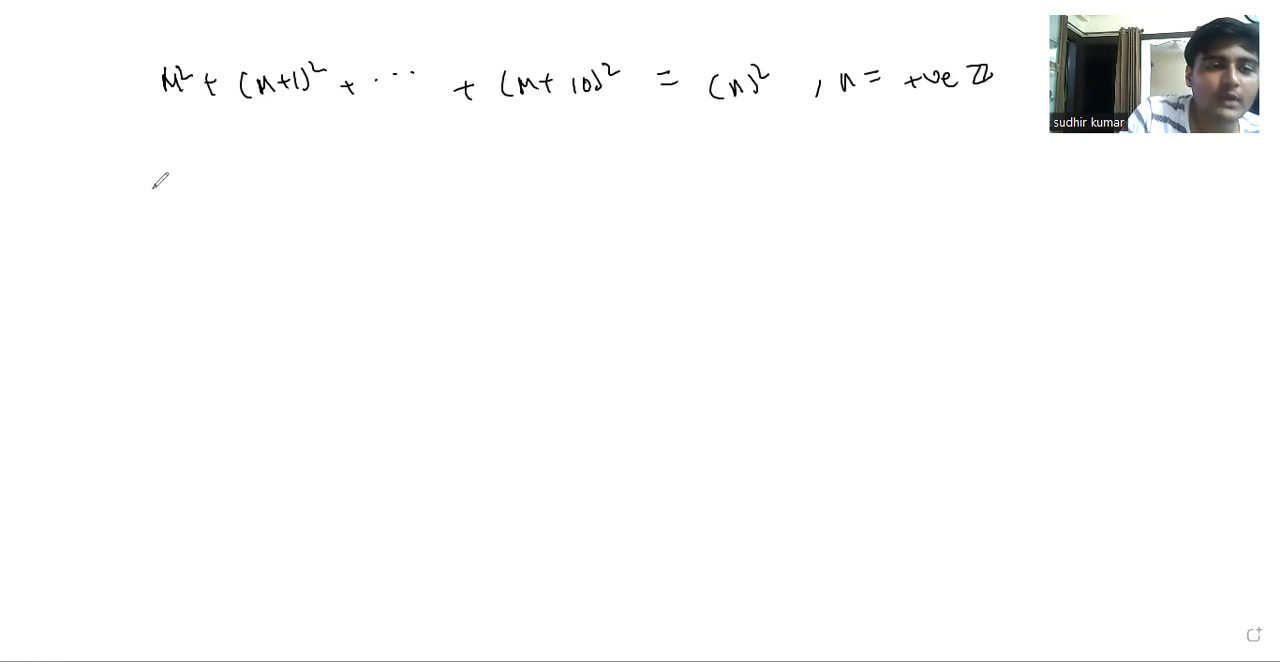 M² + (M+1)² + ... + (M+10)² = (n)² , n = +ve ℤ
sudhir kumar